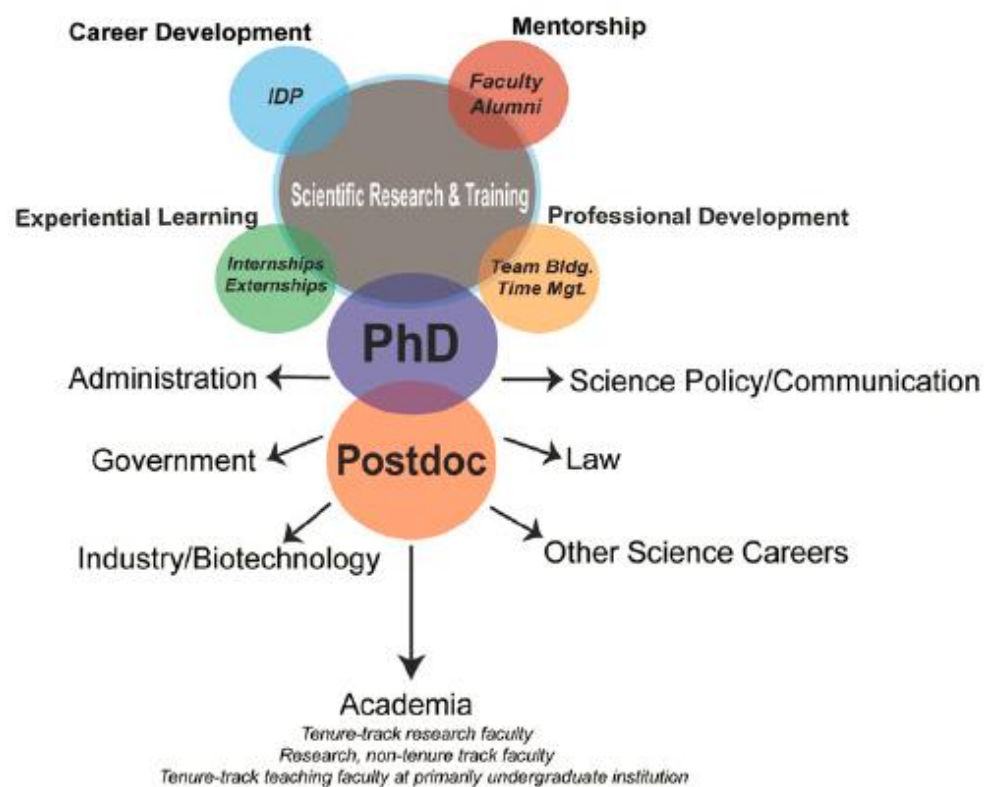 Career Development
Mentorship
IDP
Faculty
Alumni
Scientific Research & Training
Experiential Learning
Professional Development
Internships
Externships
Team Bldg.
Time Mgt.
PhD
Administration
Science Policy/Communication
Government
Postdoc
Law
Industry/Biotechnology
Other Science Careers
Academia
Tenure-track research faculty
Research, non-tenure track faculty
Tenure-track teaching faculty at primarily undergraduate institution